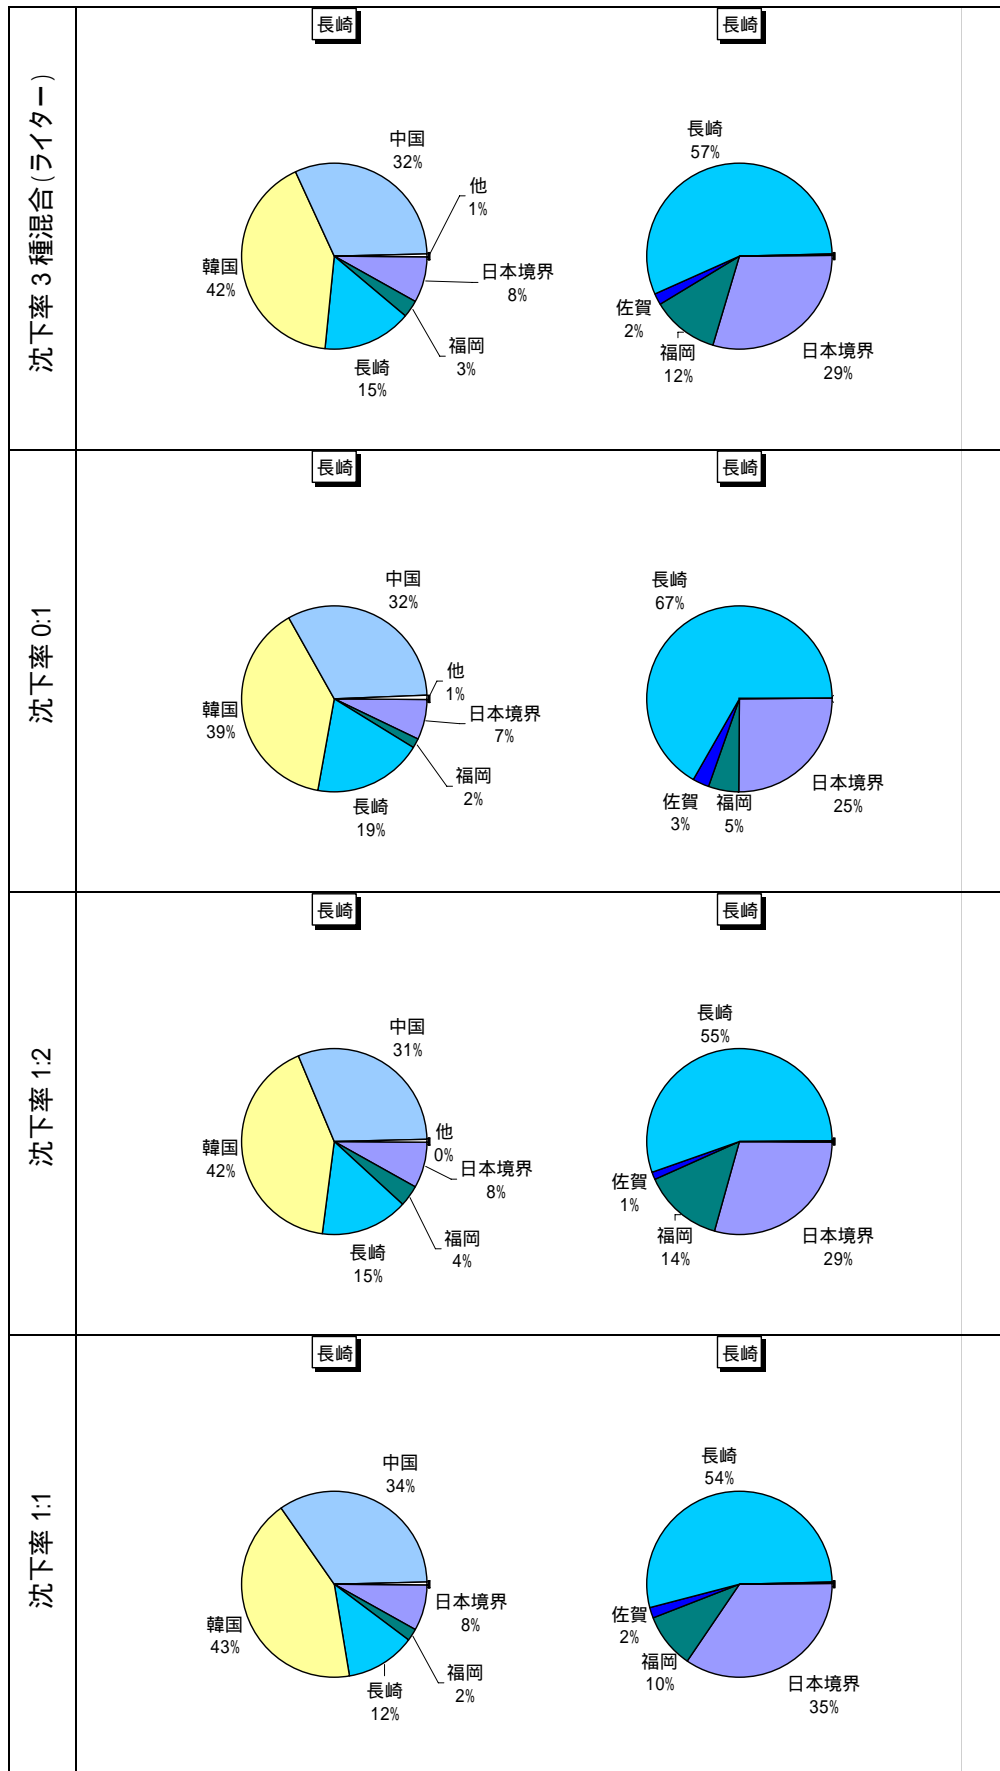 沈下率 3 種混合(ライター)
長崎
中国
32%
他
1%
日本境界
8%
福岡
3%
長崎
15%
韓国
42%
長崎
長崎
57%
佐賀
2%
福岡
12%
日本境界
29%
沈下率 0:1
長崎
中国
32%
他
1%
日本境界
7%
福岡
2%
長崎
19%
韓国
39%
長崎
長崎
67%
佐賀
3%
福岡
5%
日本境界
25%
沈下率 1:2
長崎
中国
31%
他
0%
日本境界
8%
福岡
4%
長崎
15%
韓国
42%
長崎
長崎
55%
佐賀
1%
福岡
14%
日本境界
29%
沈下率 1:1
長崎
中国
34%
日本境界
8%
福岡
2%
長崎
12%
韓国
43%
長崎
長崎
54%
佐賀
2%
福岡
10%
日本境界
35%